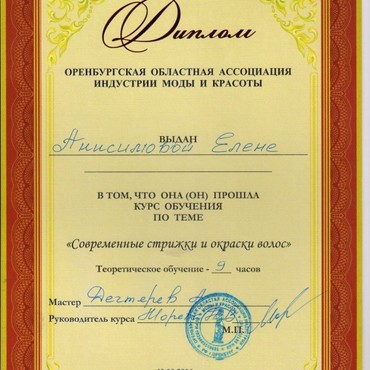 Диплом
ОРЕНБУРГСКАЯ ОБЛАСТНАЯ АССОЦИАЦИЯ
ИНДУСТРИИ МОДЫ И КРАСОТЫ
ВЫДАН
Анисимовой Елене
В ТОМ, ЧТО ОНА (ОН) ПРОШЛА
КУРС ОБУЧЕНИЯ
ПО ТЕМЕ
«Современные стрижки и окраски волос»
Теоретическое обучение - 9 часов
Мастер Дегтерев
Руководитель курса
М.П.